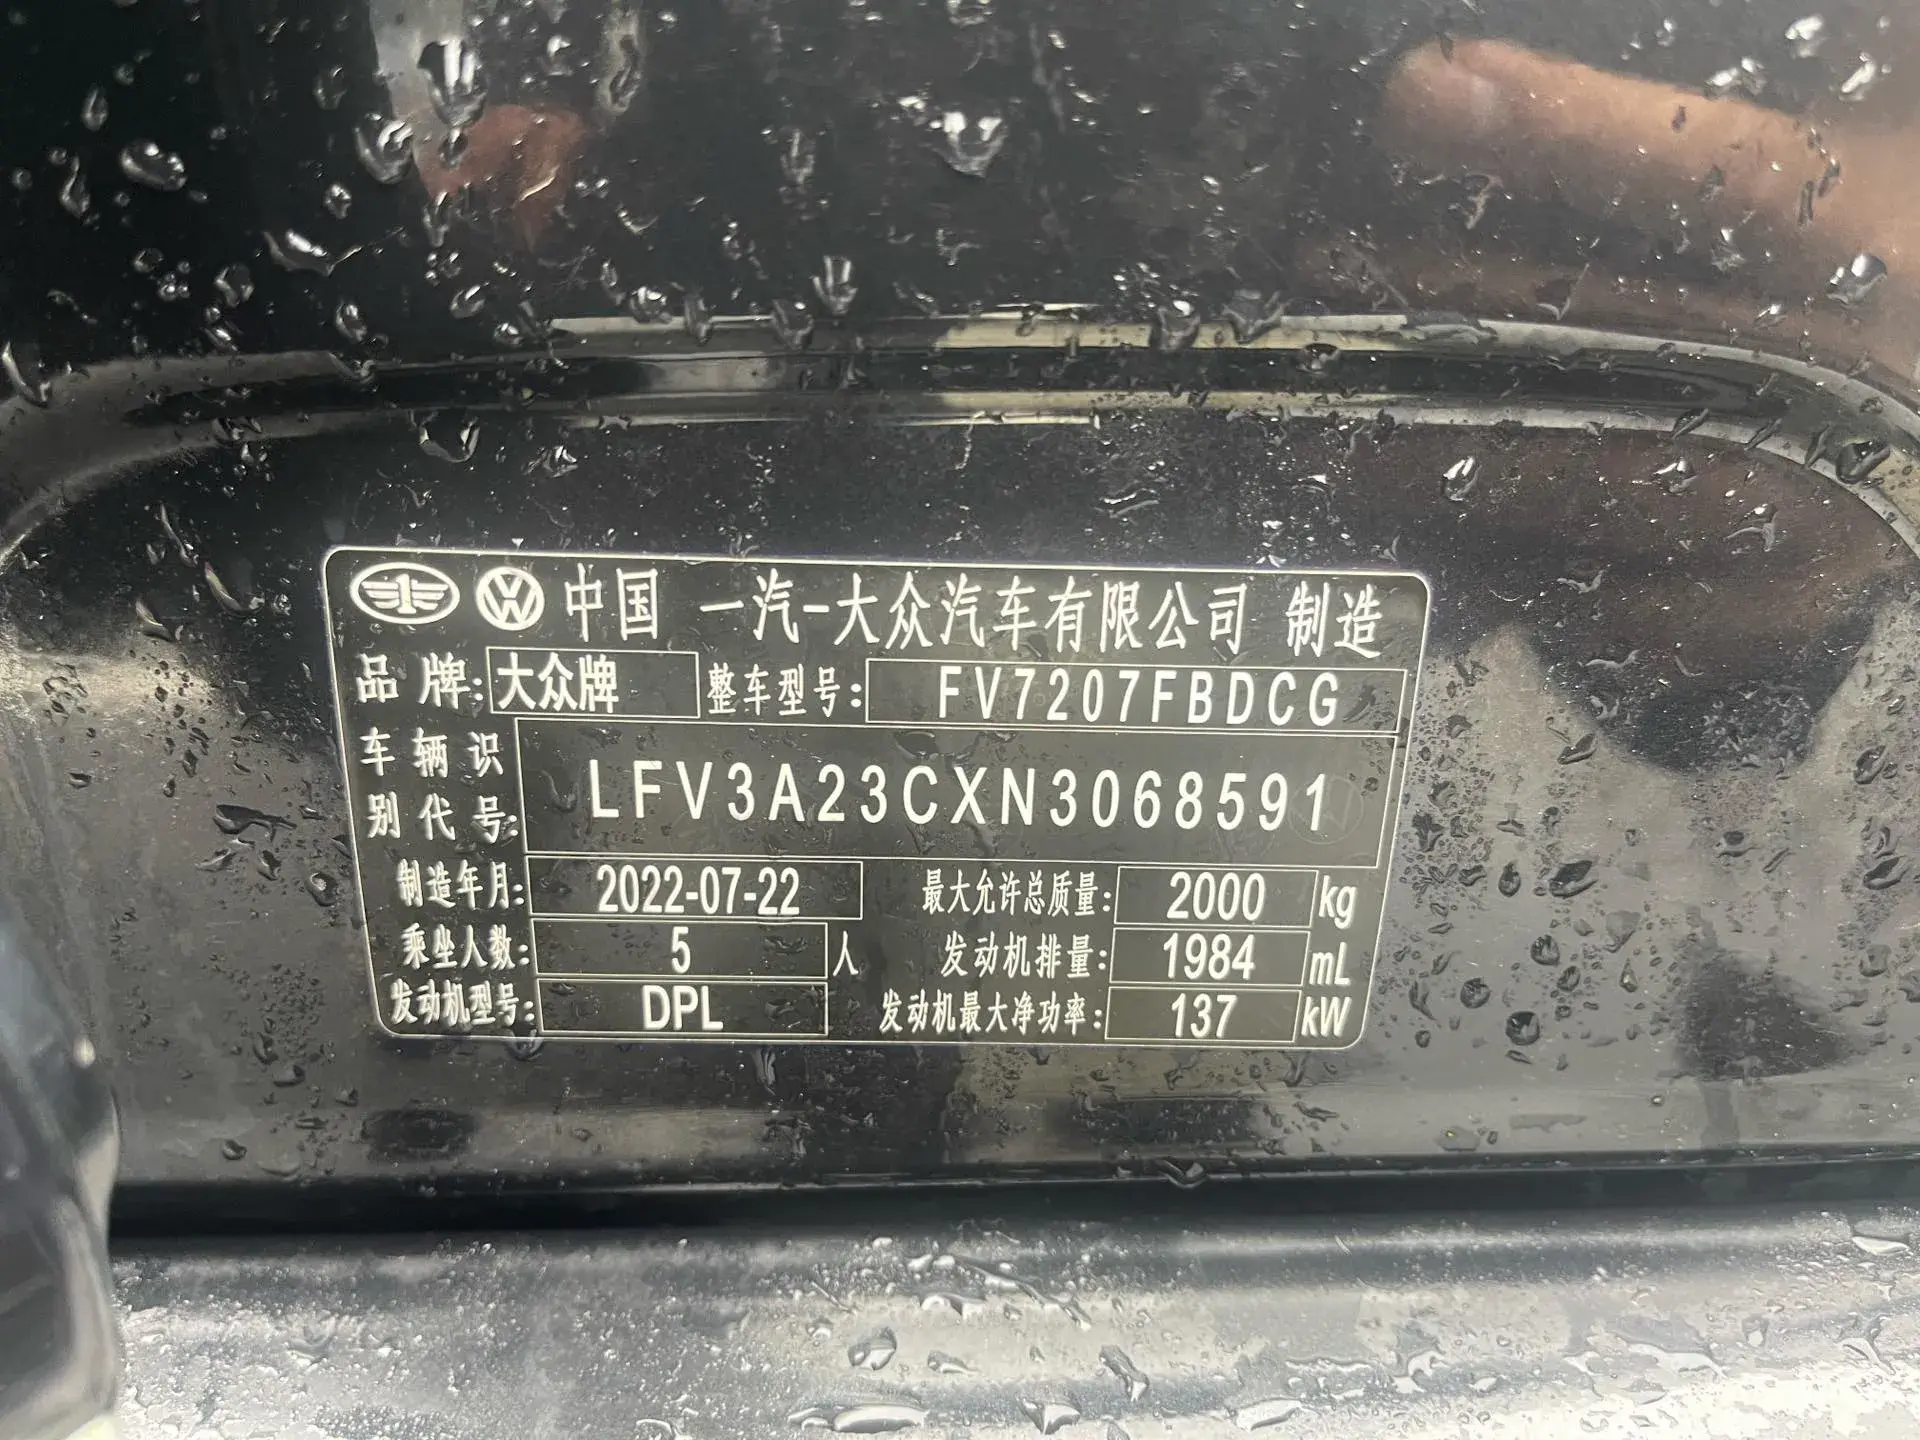 中国 一汽-大众汽车有限公司 制造
品 牌: 大众牌 整车型号: FV7207FBDCG
车 辆 识
别 代 号: LFV3A23CXN3068591
制造年月: 2022-07-22 最大允许总质量: 2000 kg
乘坐人数: 5 人 发动机排量: 1984 mL
发动机型号: DPL 发动机最大净功率: 137 kW